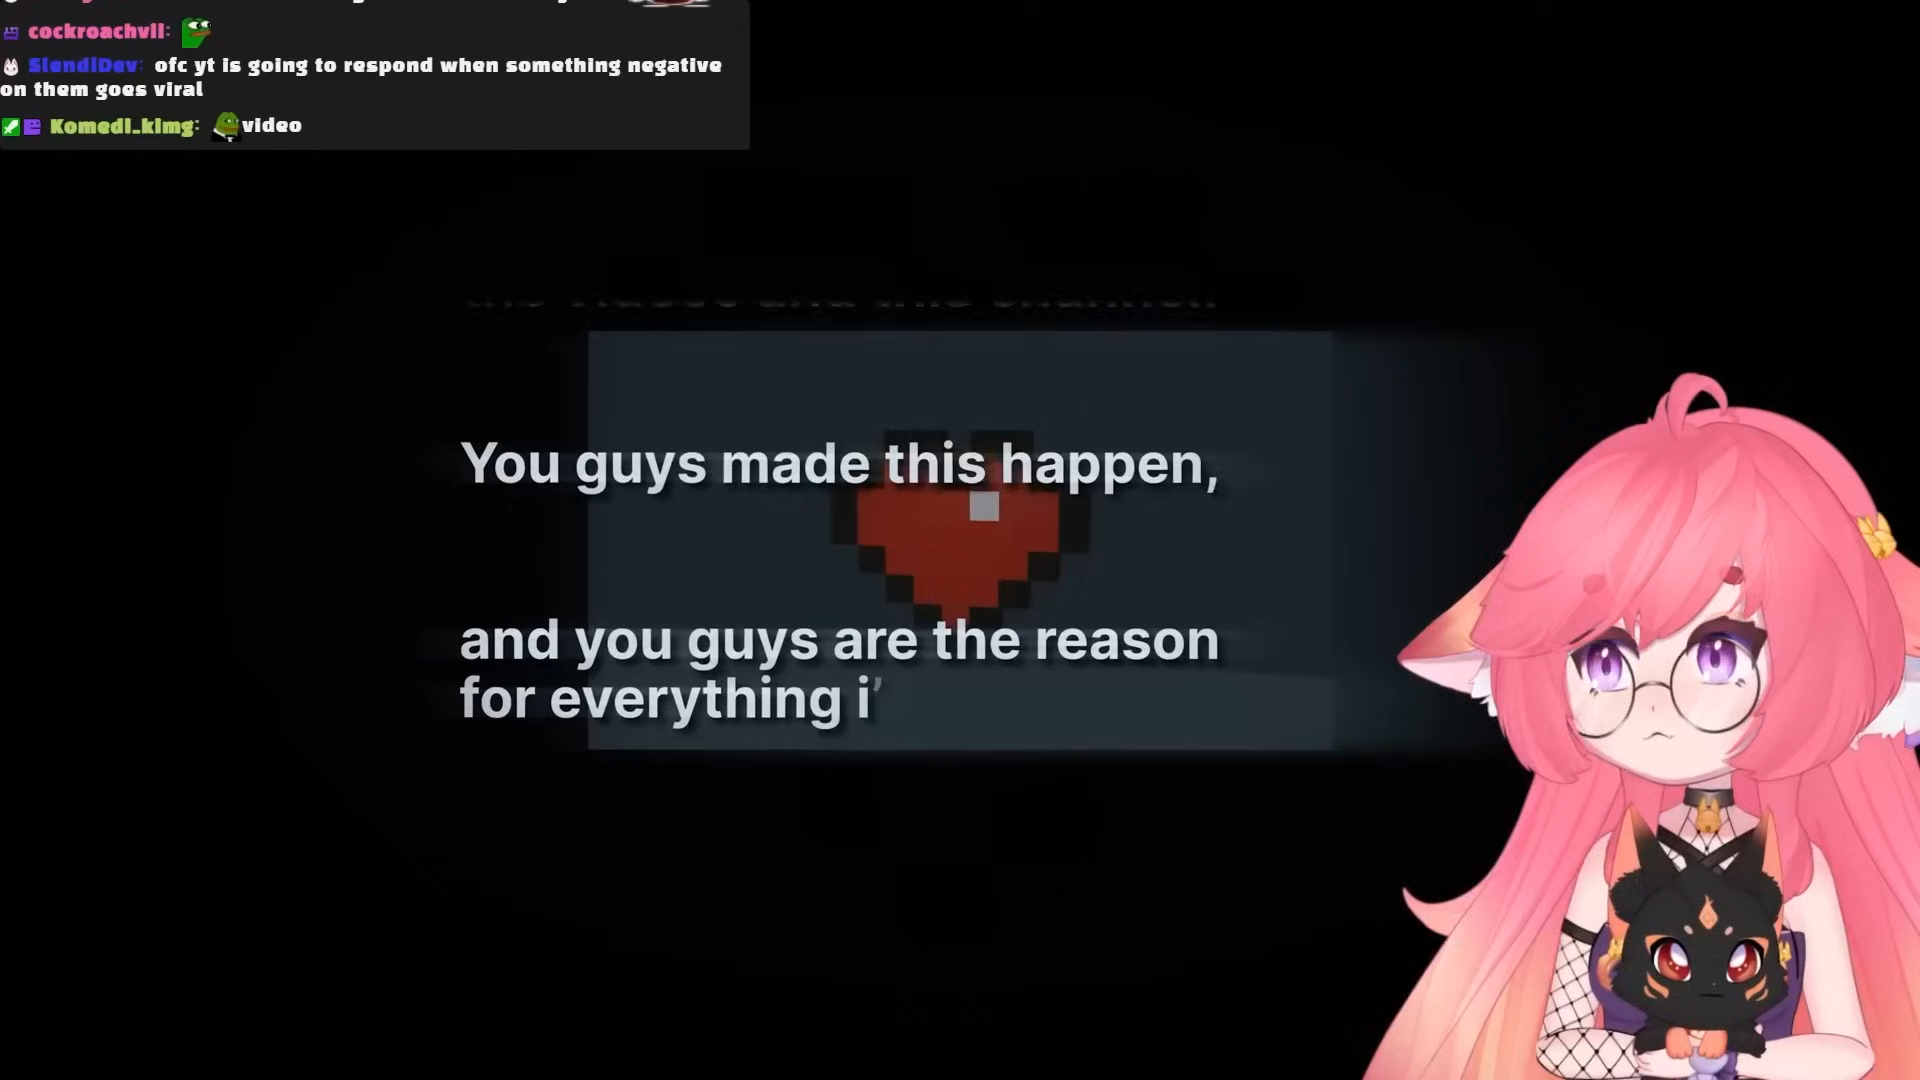 cockroachvii:
SlendiDev: ofc yt is going to respond when something negative
on them goes viral
Komedi_kimg: video
You guys made this happen,
and you guys are the reason
for everything i'